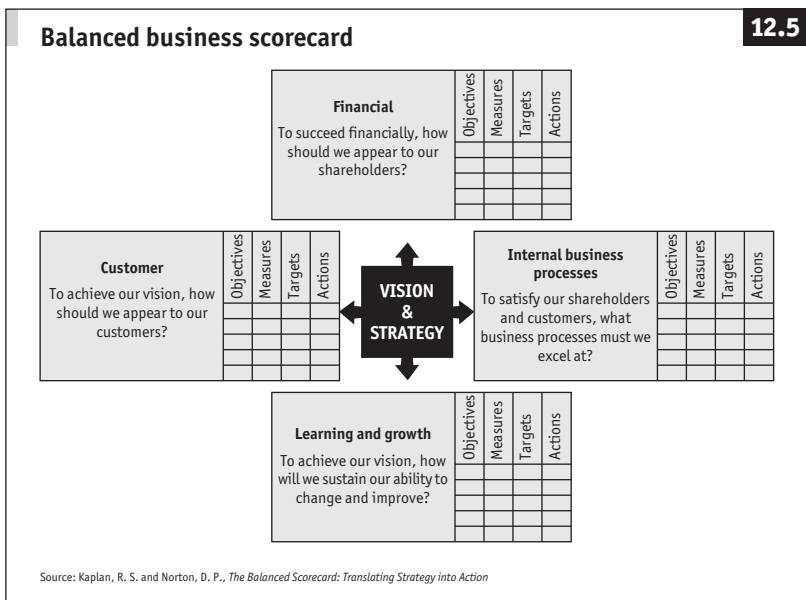 Balanced business scorecard
12.5
Financial
To succeed financially, how
should we appear to our
shareholders?
Objectives
Measures
Targets
Actions
Customer
To achieve our vision, how
should we appear to our
customers?
Objectives
Measures
Targets
Actions
VISION
&
STRATEGY
Internal business
processes
To satisfy our shareholders
and customers, what
business processes must we
excel at?
Objectives
Measures
Targets
Actions
Learning and growth
To achieve our vision, how
will we sustain our ability to
change and improve?
Objectives
Measures
Targets
Actions
Source: Kaplan, R. S. and Norton, D. P., The Balanced Scorecard: Translating Strategy into Action